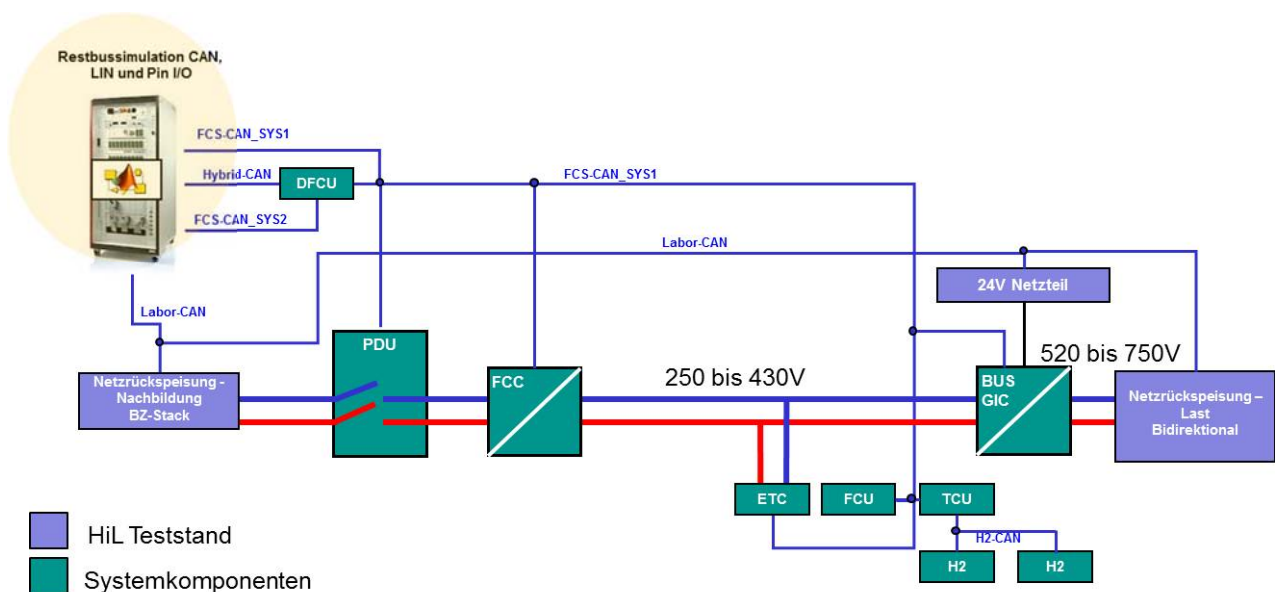 Restbussimulation CAN,
LIN und Pin I/O
FCS-CAN_SYS1
Hybrid-CAN
DFCU
FCS-CAN_SYS1
FCS-CAN_SYS2
Labor-CAN
24V Netzteil
Labor-CAN
PDU
520 bis 750V
Netzrückspeisung -
Nachbildung
BZ-Stack
FCC
250 bis 430V
BUS
GIC
Netzrückspeisung –
Last
Bidirektional
ETC
FCU
TCU
H2-CAN
H2
H2
HiL Teststand
Systemkomponenten